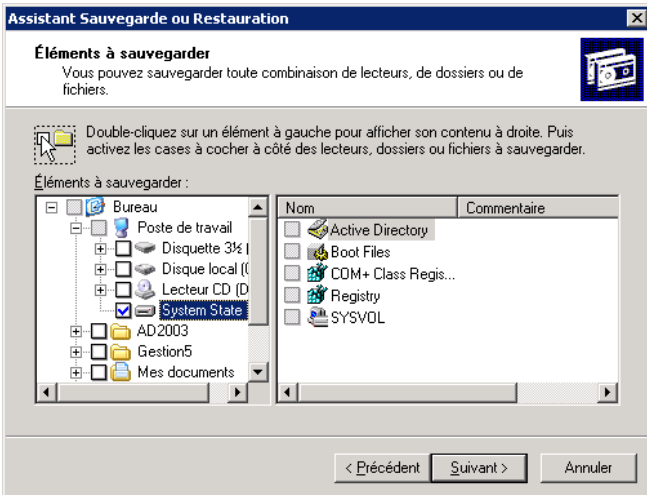 Assistant Sauvegarde ou Restauration
Éléments à sauvegarder
Vous pouvez sauvegarder toute combinaison de lecteurs, de dossiers ou de
fichiers.
Double-cliquez sur un élément à gauche pour afficher son contenu à droite. Puis
activez les cases à cocher à côté des lecteurs, dossiers ou fichiers à sauvegarder.
Éléments à sauvegarder :
Bureau
Poste de travail
Disquette 3½
Disque local (
Lecteur CD (D
System State
AD2003
Gestion5
Mes documents
Nom Commentaire
Active Directory
Boot Files
COM+ Class Regis...
Registry
SYSVOL
< Précédent Suivant > Annuler